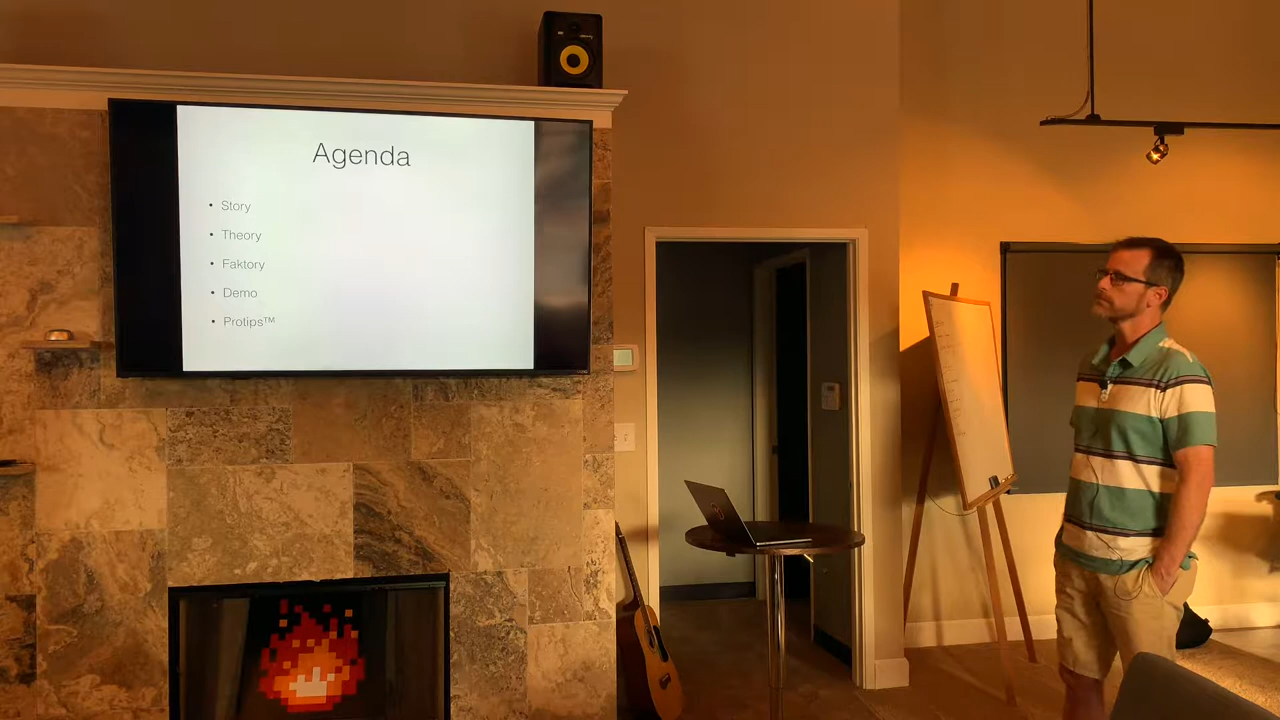 Agenda
• Story
• Theory
• Faktory
• Demo
• Protips™